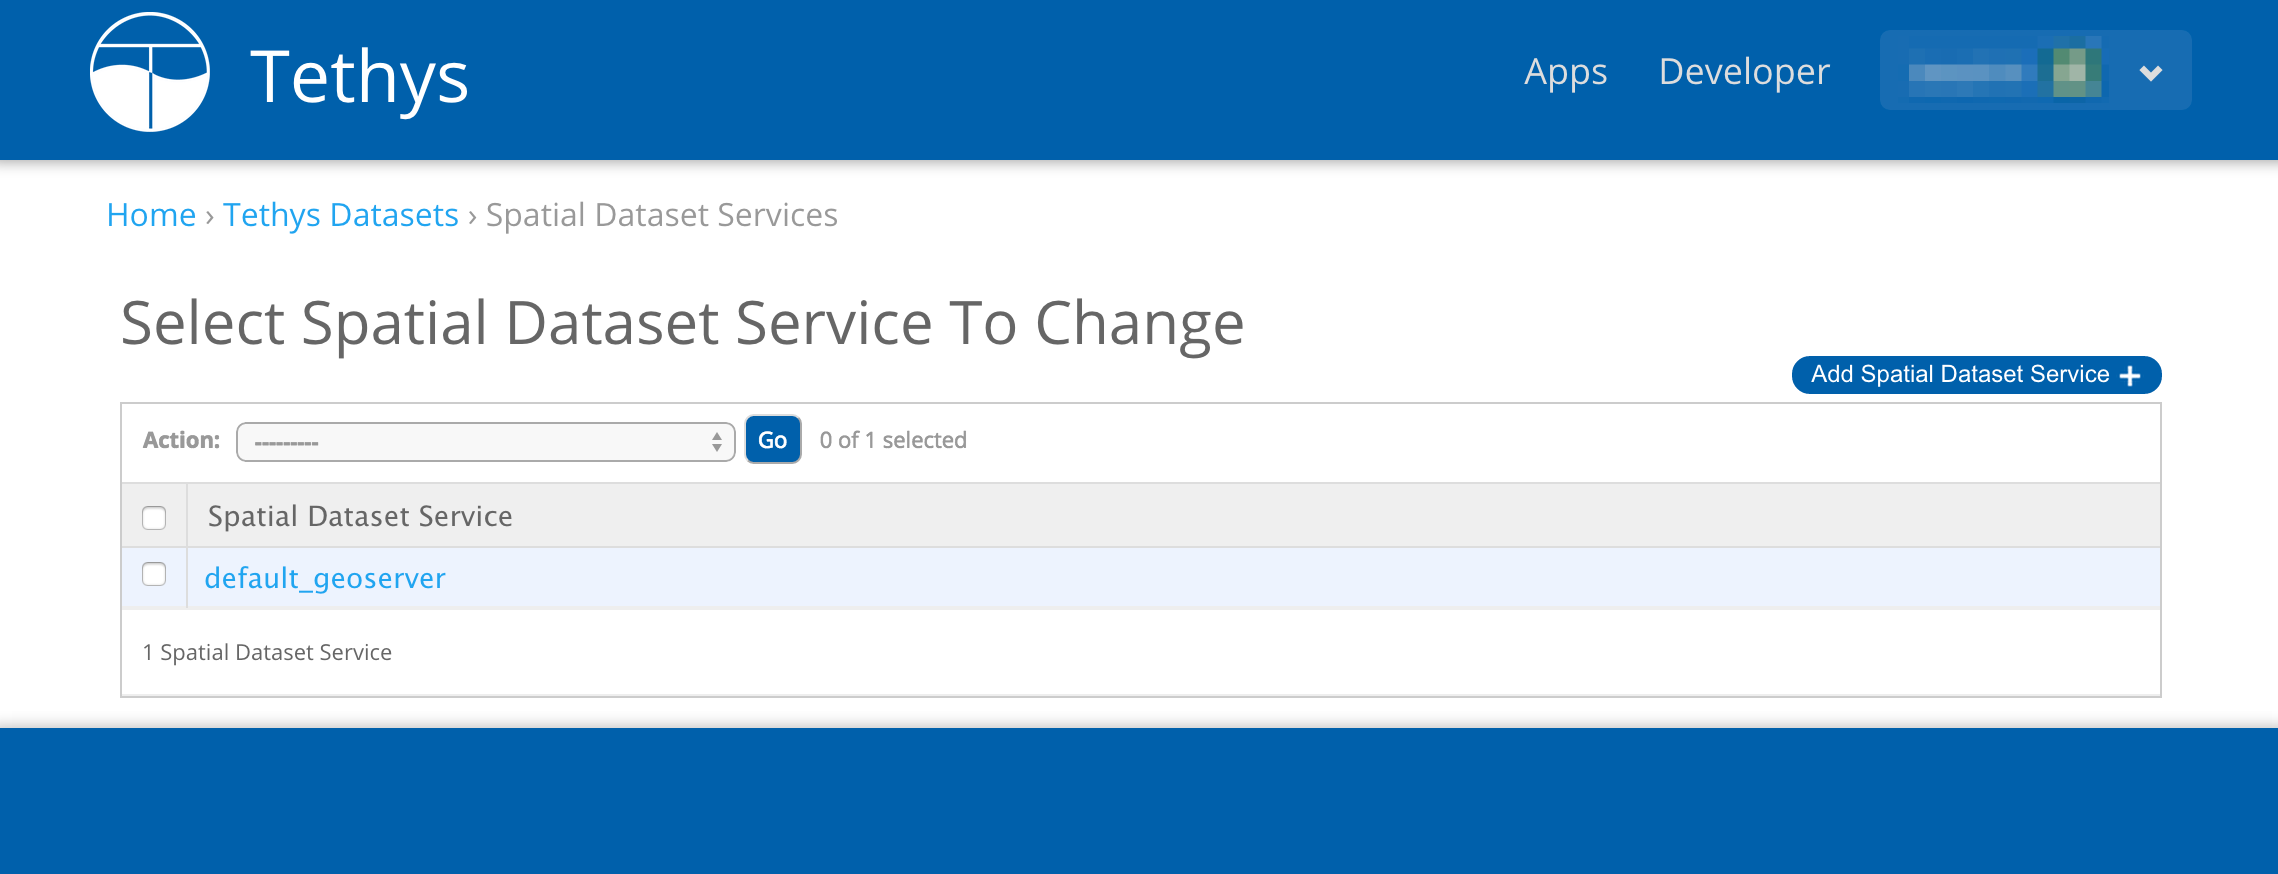 Tethys
Apps Developer
Home › Tethys Datasets › Spatial Dataset Services
Select Spatial Dataset Service To Change
Add Spatial Dataset Service +
Action: --------- Go 0 of 1 selected
Spatial Dataset Service
default_geoserver
1 Spatial Dataset Service